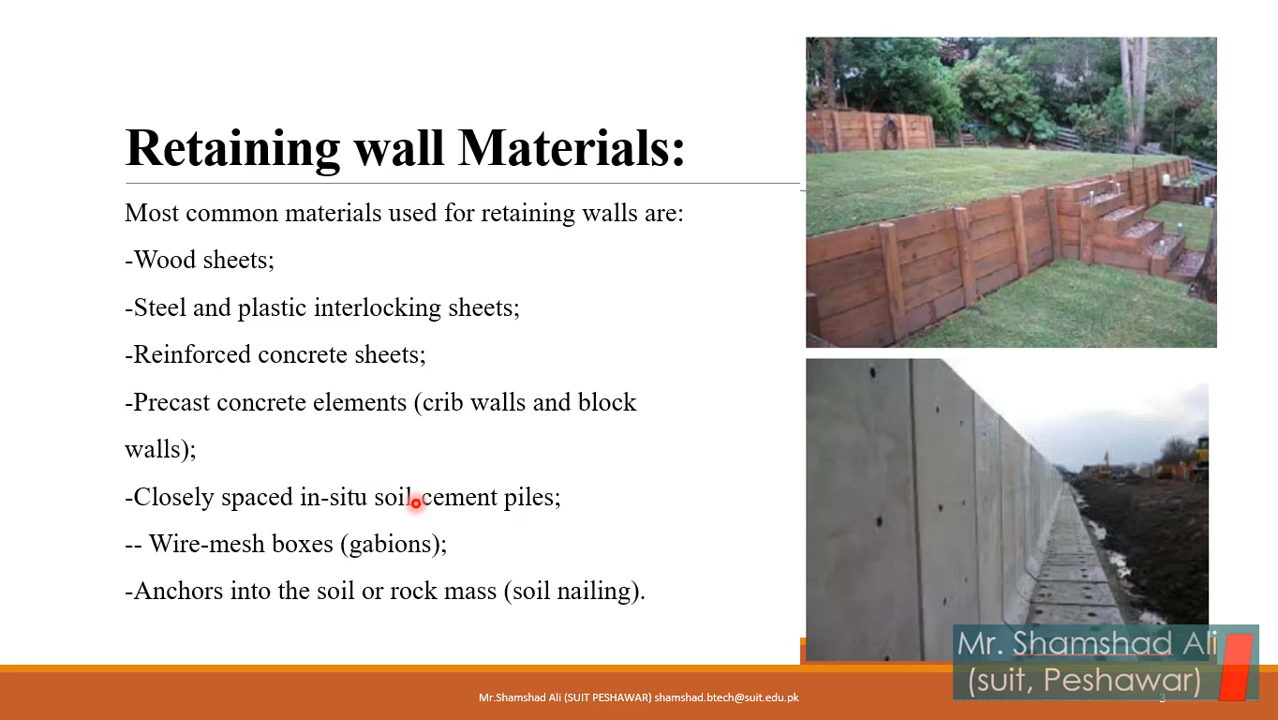 Retaining wall Materials:
Most common materials used for retaining walls are:
-Wood sheets;
-Steel and plastic interlocking sheets;
-Reinforced concrete sheets;
-Precast concrete elements (crib walls and block
walls);
-Closely spaced in-situ soil-cement piles;
-- Wire-mesh boxes (gabions);
-Anchors into the soil or rock mass (soil nailing).
Mr. Shamshad Ali
(suit, Peshawar)
Mr.Shamshad Ali (SUIT PESHAWAR) shamshad.btech@suit.edu.pk
3